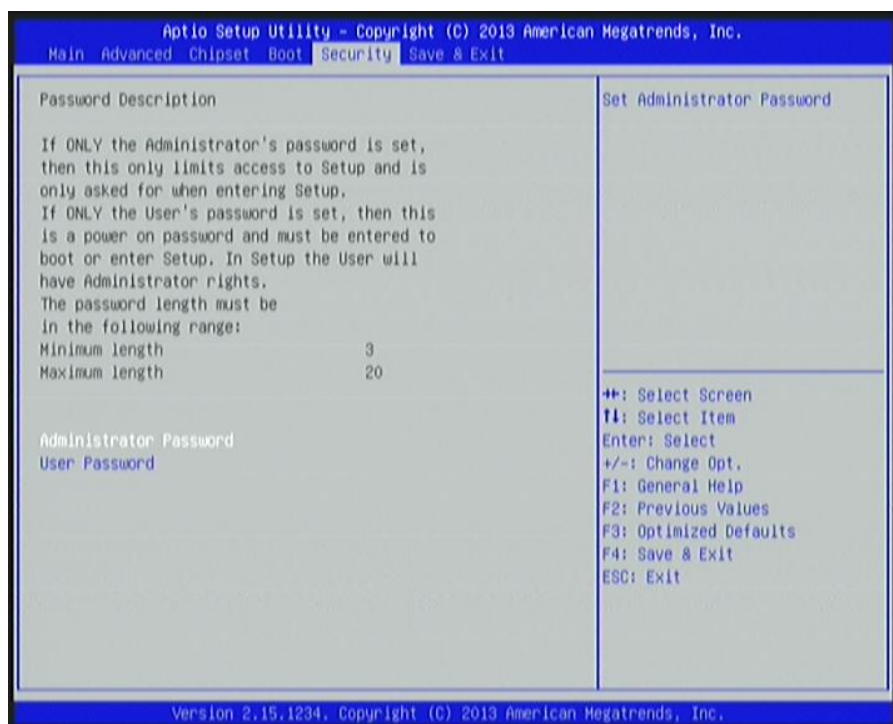 Aptio Setup Utility - Copyright (C) 2013 American Megatrends, Inc.
Main Advanced Chipset Boot Security Save & Exit
Password Description
If ONLY the Administrator's password is set,
then this only limits access to Setup and is
only asked for when entering Setup.
If ONLY the User's password is set, then this
is a power on password and must be entered to
boot or enter Setup. In Setup the User will
have Administrator rights.
The password length must be
in the following range:
Minimum length 3
Maximum length 20
Administrator Password
User Password
Set Administrator Password
→←: Select Screen
↑↓: Select Item
Enter: Select
+/-: Change Opt.
F1: General Help
F2: Previous Values
F3: Optimized Defaults
F4: Save & Exit
ESC: Exit
Version 2.15.1234. Copyright (C) 2013 American Megatrends, Inc.